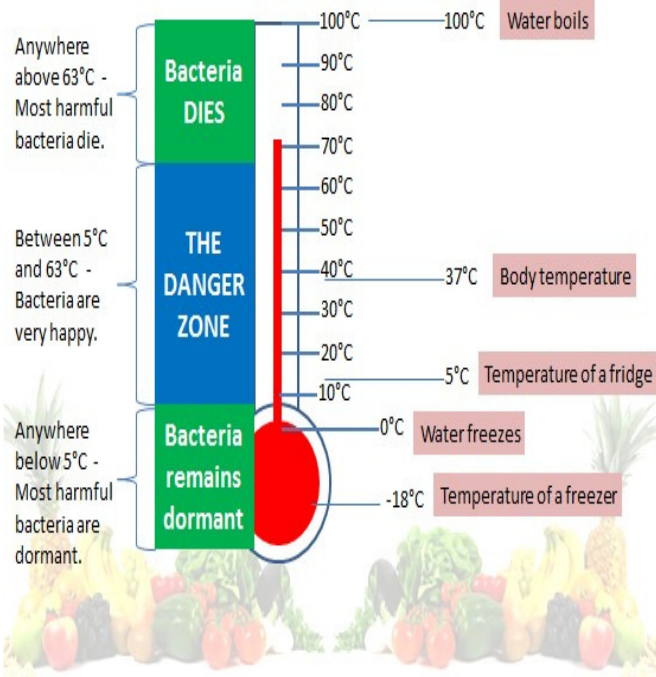 Anywhere
above 63°C -
Most harmful
bacteria die.
Between 5°C
and 63°C -
Bacteria are
very happy.
Anywhere
below 5°C -
Most harmful
bacteria are
dormant.
Bacteria
DIES
THE
DANGER
ZONE
Bacteria
remains
dormant
100°C
90°C
80°C
70°C
60°C
50°C
40°C
30°C
20°C
10°C
100°C Water boils
37°C Body temperature
5°C Temperature of a fridge
0°C Water freezes
-18°C Temperature of a freezer